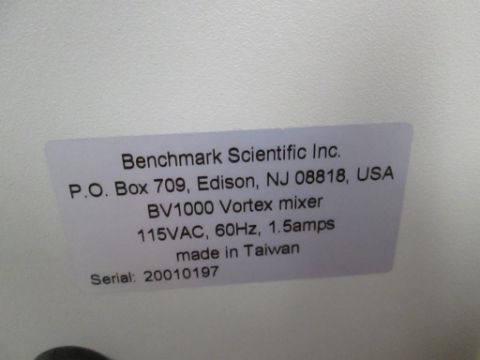 Benchmark Scientific Inc.
P.O. Box 709, Edison, NJ 08818, USA
BV1000 Vortex mixer
115VAC, 60Hz, 1.5amps
made in Taiwan
Serial: 20010197